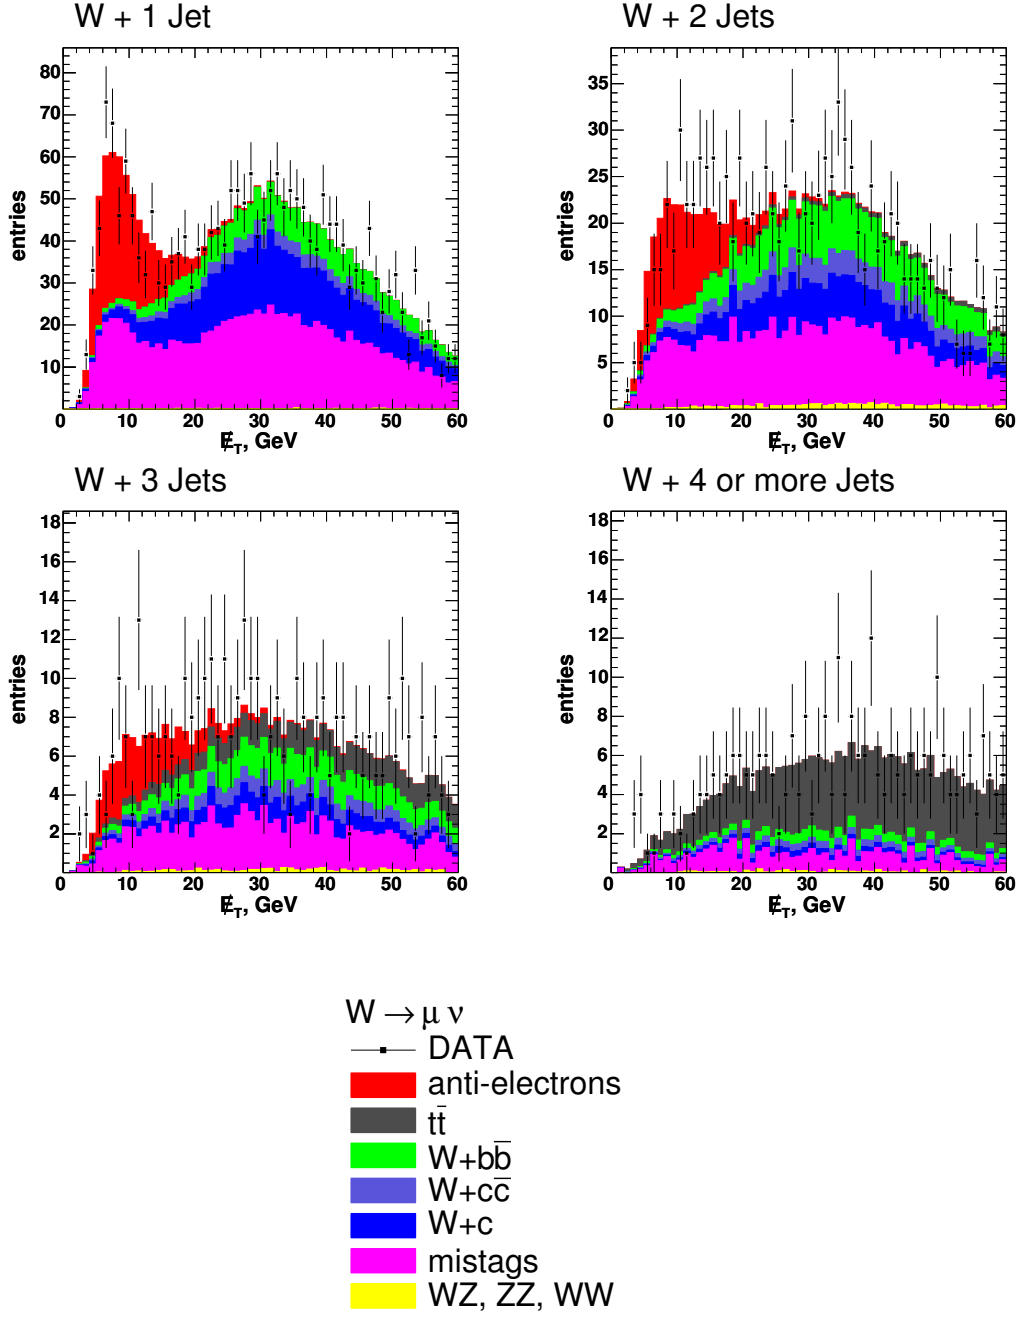 W + 1 Jet
entries
80
70
60
50
40
30
20
10
0 10 20 30 40 50 60
E̸_T, GeV
W + 2 Jets
entries
35
30
25
20
15
10
5
0 10 20 30 40 50 60
E̸_T, GeV
W + 3 Jets
entries
18
16
14
12
10
8
6
4
2
0 10 20 30 40 50 60
E̸_T, GeV
W + 4 or more Jets
entries
18
16
14
12
10
8
6
4
2
0 10 20 30 40 50 60
E̸_T, GeV
W → μ ν
DATA
anti-electrons
tt̄
W+bb̄
W+cc̄
W+c
mistags
WZ, ZZ, WW